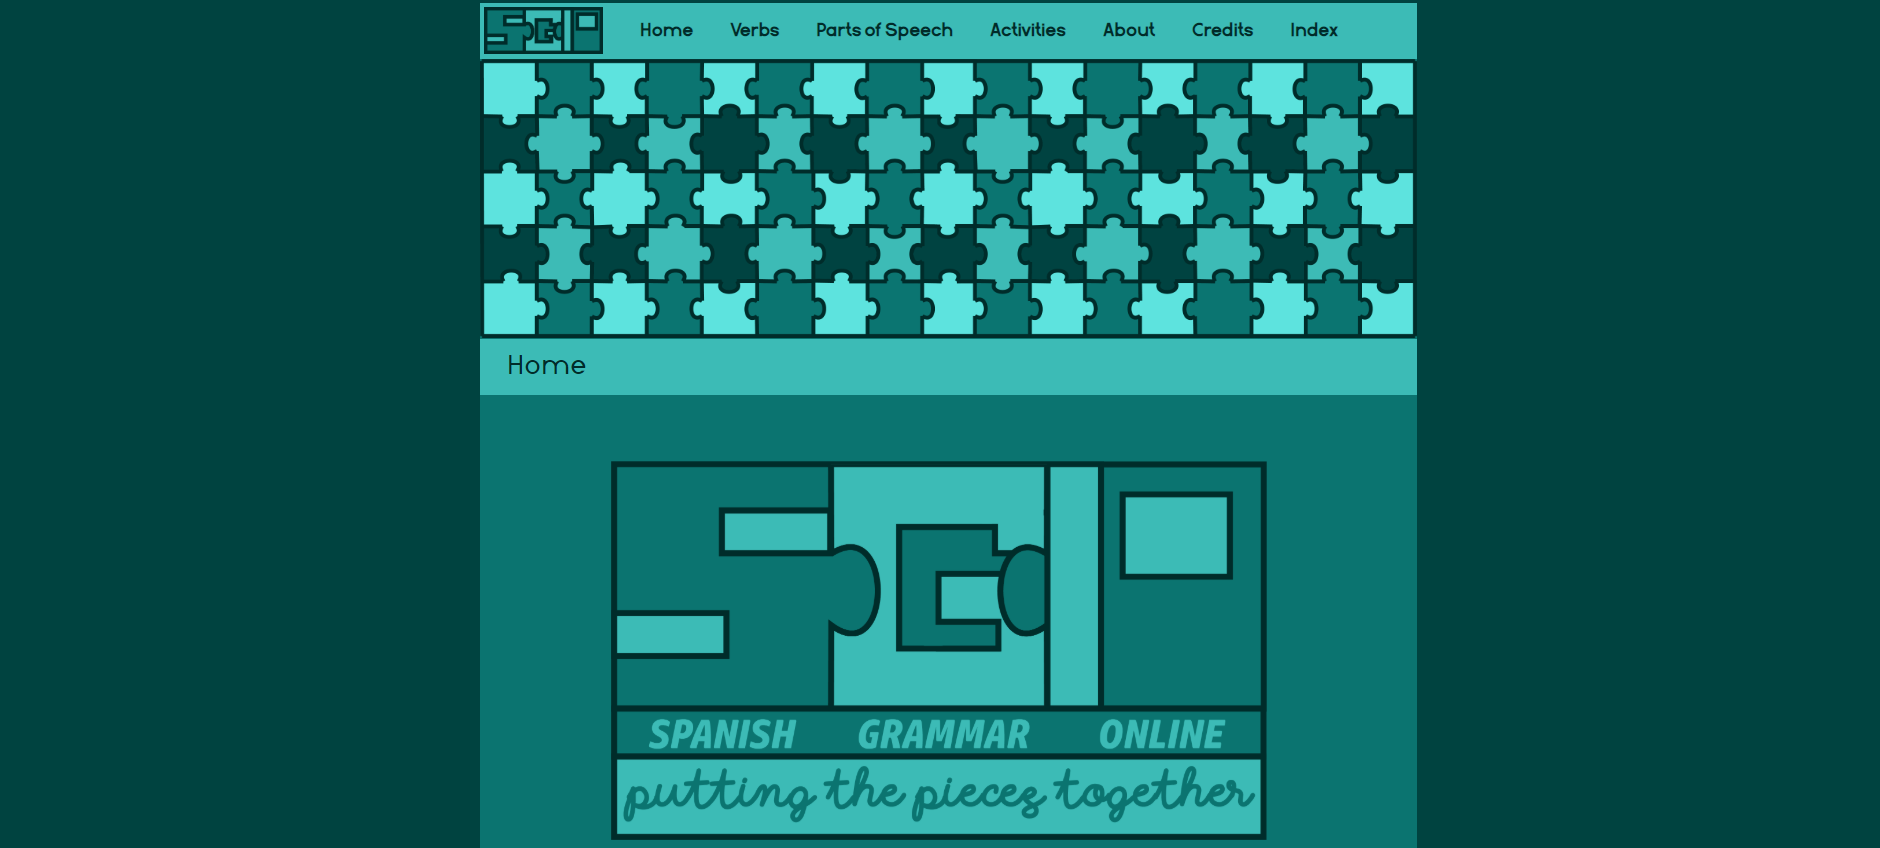 Home Verbs Parts of Speech Activities About Credits Index
Home
SPANISH GRAMMAR ONLINE
putting the pieces together